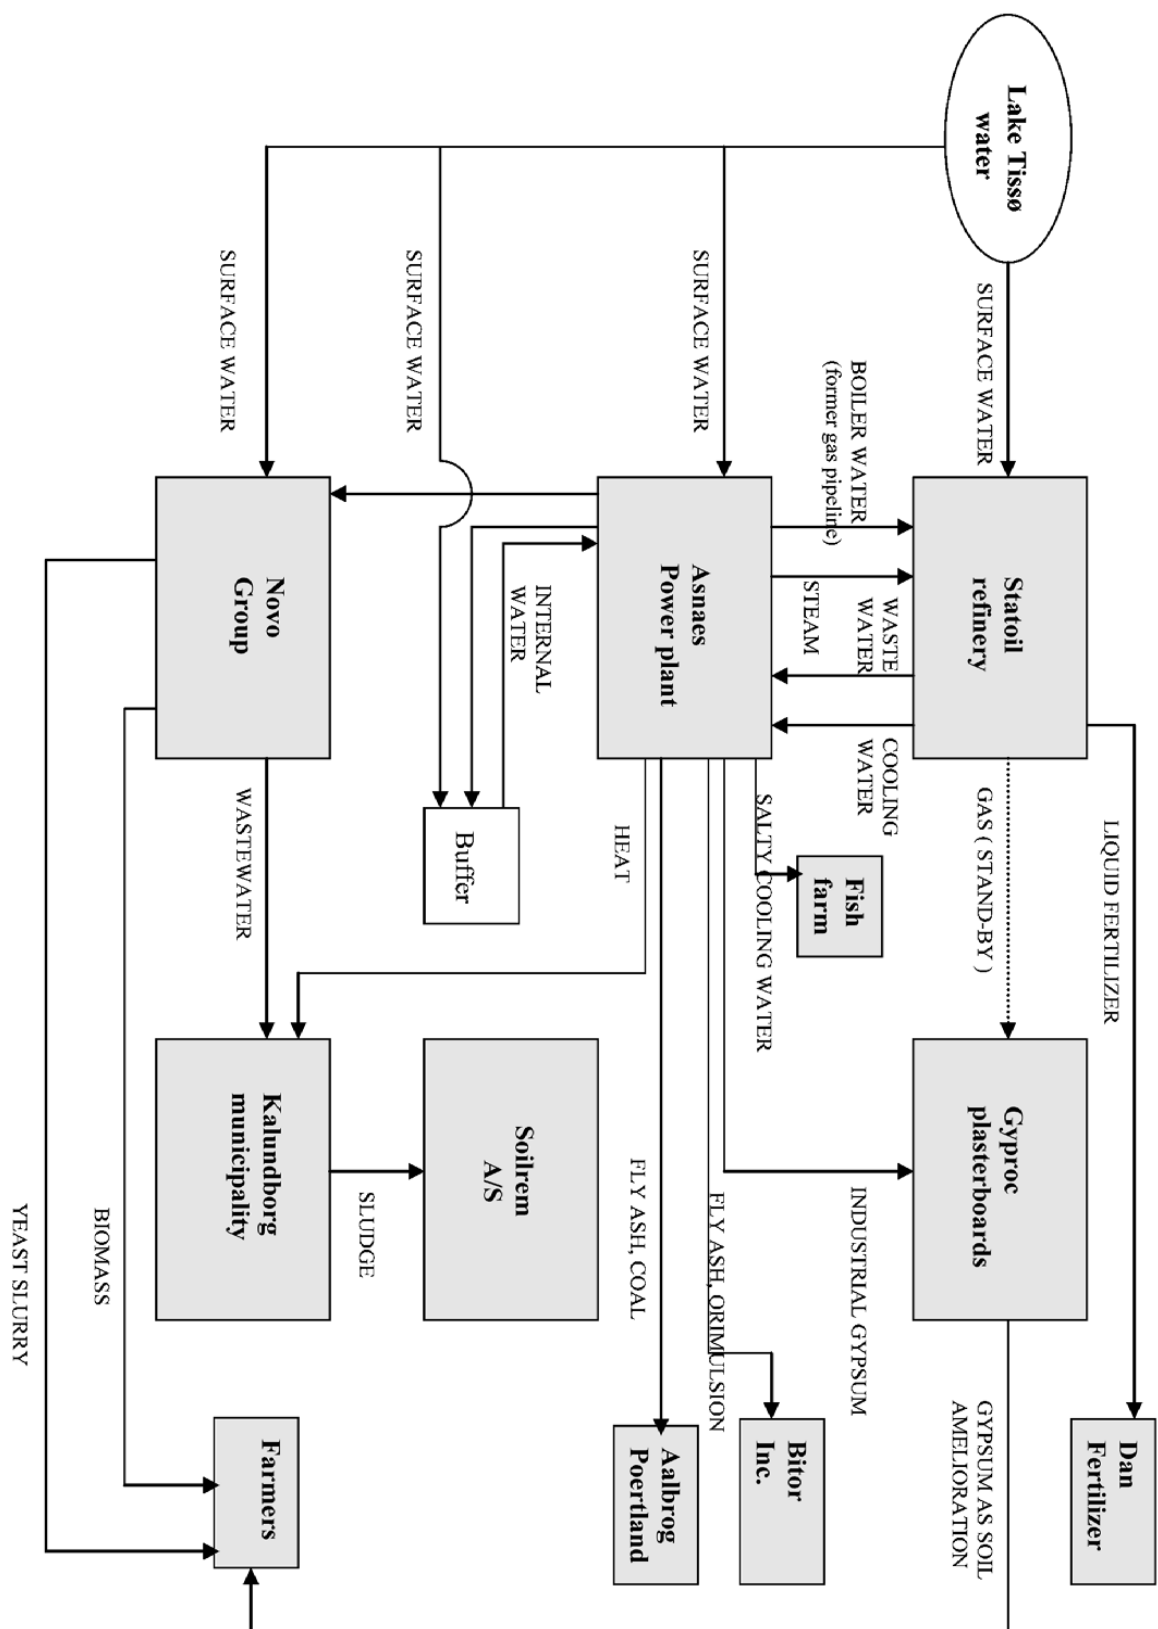 Lake Tissø
water
SURFACE WATER
SURFACE WATER
SURFACE WATER
SURFACE WATER
Statoil
refinery
LIQUID FERTILIZER
Dan
Fertilizer
GAS ( STAND-BY )
Gyproc
plasterboards
GYPSUM AS SOIL
AMELIORATION
BOILER WATER
(former gas pipeline)
STEAM
WASTE
WATER
COOLING
WATER
Fish
farm
SALTY COOLING WATER
INDUSTRIAL GYPSUM
Asnaes
Power plant
FLY ASH, ORIMULSION
Bitor
Inc.
FLY ASH, COAL
Aalbrog
Poertland
HEAT
INTERNAL
WATER
Buffer
Soilrem
A/S
SLUDGE
Novo
Group
WASTEWATER
Kalundborg
municipality
Farmers
BIOMASS
YEAST SLURRY